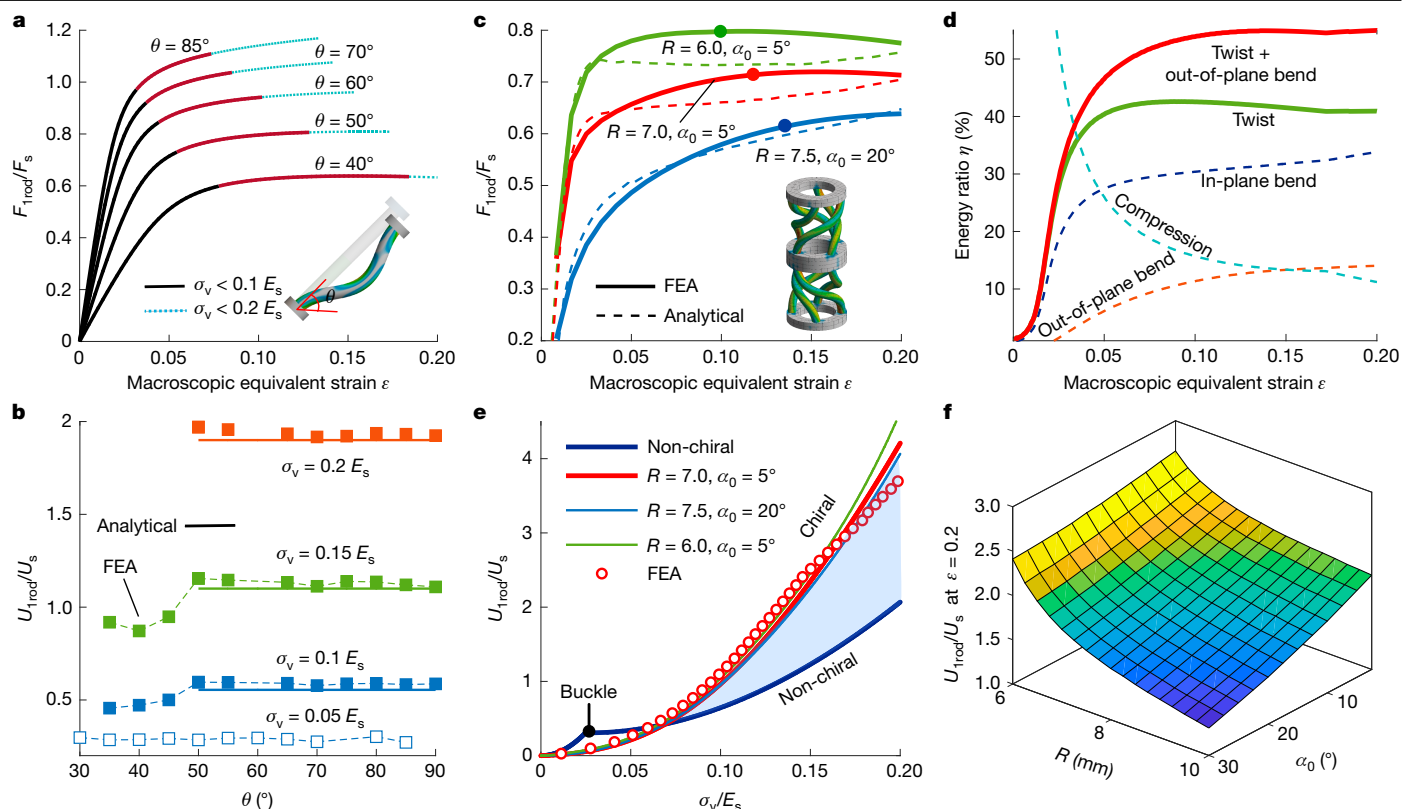 a
1.2
1.0
0.8
0.6
0.4
0.2
0
F1rod/Fs
θ = 85°
θ = 70°
θ = 60°
θ = 50°
θ = 40°
σv < 0.1 Es
σv < 0.2 Es
θ
0
0.05
0.10
0.15
0.20
Macroscopic equivalent strain ε
c
0.8
0.7
0.6
0.5
0.4
0.3
0.2
F1rod/Fs
R = 6.0, α0 = 5°
R = 7.0, α0 = 5°
R = 7.5, α0 = 20°
FEA
Analytical
0
0.05
0.10
0.15
0.20
Macroscopic equivalent strain ε
d
50
40
30
20
10
Energy ratio η (%)
Twist +
out-of-plane bend
Twist
In-plane bend
Compression
Out-of-plane bend
0
0.05
0.10
0.15
0.20
Macroscopic equivalent strain ε
b
2
1.5
1.0
0.5
U1rod/Us
σv = 0.2 Es
Analytical
FEA
σv = 0.15 Es
σv = 0.1 Es
σv = 0.05 Es
30
40
50
60
70
80
90
θ (°)
e
4
3
2
1
0
U1rod/Us
Non-chiral
R = 7.0, α0 = 5°
R = 7.5, α0 = 20°
R = 6.0, α0 = 5°
FEA
Chiral
Buckle
Non-chiral
0
0.05
0.10
0.15
0.20
σv/Es
f
3.0
2.5
2.0
1.5
1.0
U1rod/Us at ε = 0.2
6
8
10
R (mm)
30
20
10
α0 (°)